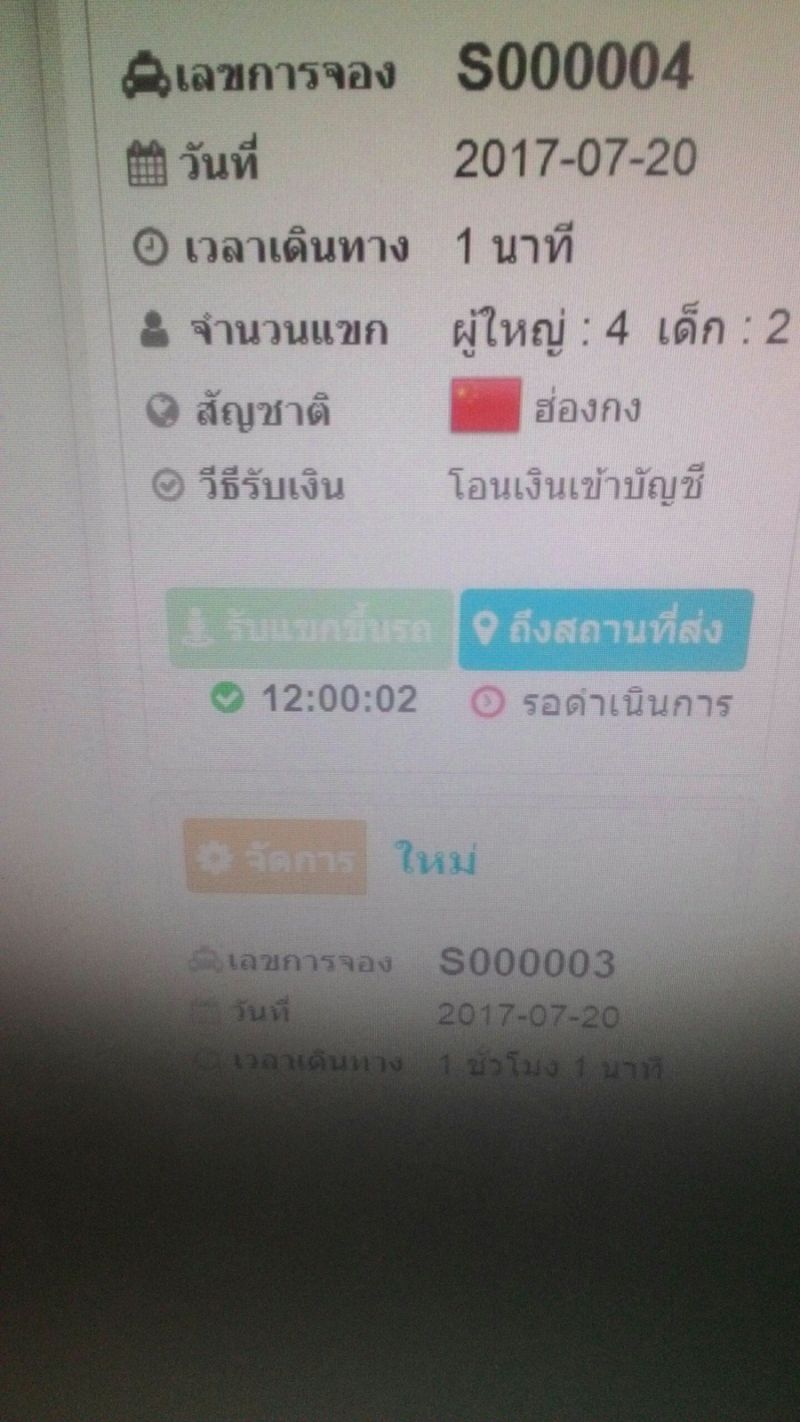 เลขการจอง S000004
วันที่ 2017-07-20
เวลาเดินทาง 1 นาที
จำนวนแขก ผู้ใหญ่ : 4 เด็ก : 2
สัญชาติ ฮ่องกง
วีธีรับเงิน โอนเงินเข้าบัญชี
รับแขกขึ้นรถ ถึงสถานที่ส่ง
12:00:02 รอดำเนินการ
จัดการ ใหม่
เลขการจอง S000003
วันที่ 2017-07-20
เวลาเดินทาง 1 ชั่วโมง 1 นาที